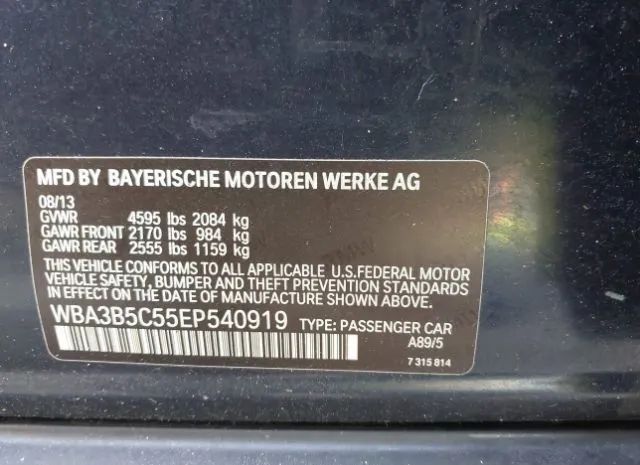 MFD BY BAYERISCHE MOTOREN WERKE AG
08/13
GVWR 4595 lbs 2084 kg
GAWR FRONT 2170 lbs 984 kg
GAWR REAR 2555 lbs 1159 kg
THIS VEHICLE CONFORMS TO ALL APPLICABLE U.S.FEDERAL MOTOR
VEHICLE SAFETY, BUMPER AND THEFT PREVENTION STANDARDS
IN EFFECT ON THE DATE OF MANUFACTURE SHOWN ABOVE.
WBA3B5C55EP540919 TYPE: PASSENGER CAR
A89/5
7 315 814